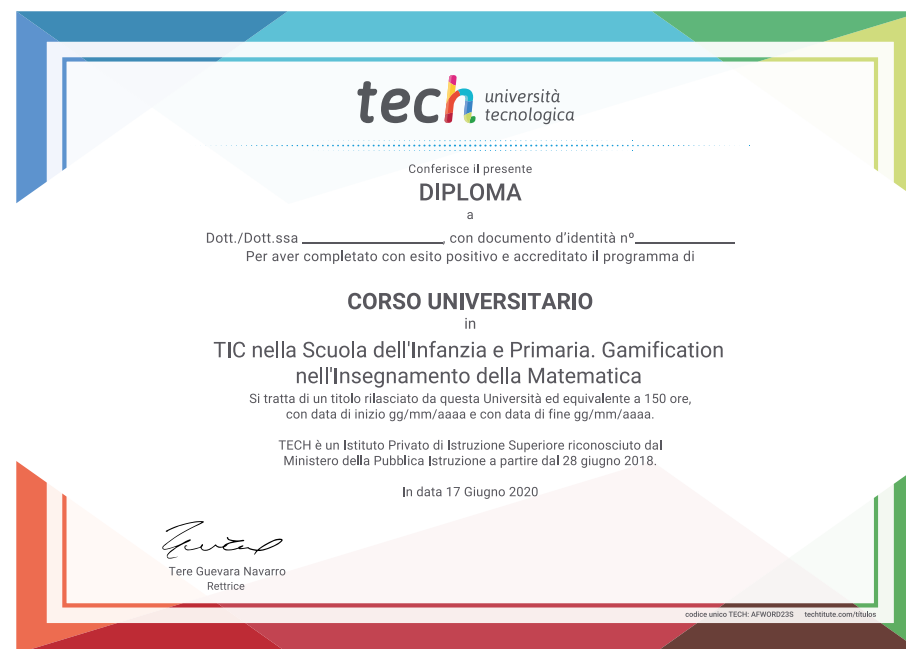 tech università
tecnologica
Conferisce il presente
DIPLOMA
a
Dott./Dott.ssa ________________, con documento d'identità nº____________
Per aver completato con esito positivo e accreditato il programma di
CORSO UNIVERSITARIO
in
TIC nella Scuola dell'Infanzia e Primaria. Gamification
nell'Insegnamento della Matematica
Si tratta di un titolo rilasciato da questa Università ed equivalente a 150 ore,
con data di inizio gg/mm/aaaa e con data di fine gg/mm/aaaa.
TECH è un Istituto Privato di Istruzione Superiore riconosciuto dal
Ministero della Pubblica Istruzione a partire dal 28 giugno 2018.
In data 17 Giugno 2020
Tere Guevara Navarro
Rettrice
codice unico TECH: AFWORD23S techtitute.com/titulos